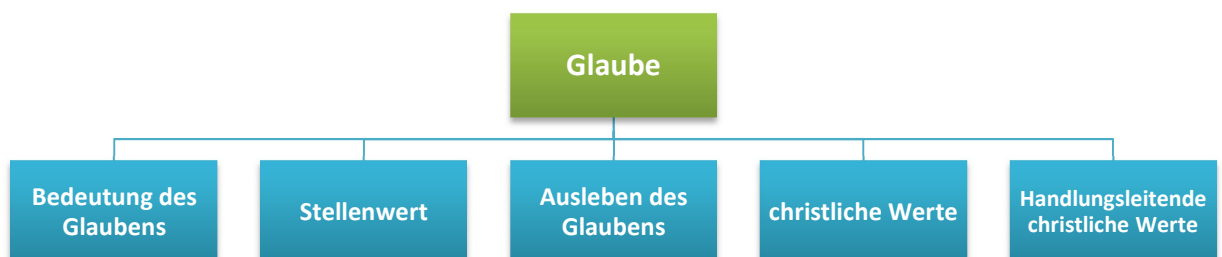 Glaube
Bedeutung des
Glaubens
Stellenwert
Ausleben des
Glaubens
christliche Werte
Handlungsleitende
christliche Werte